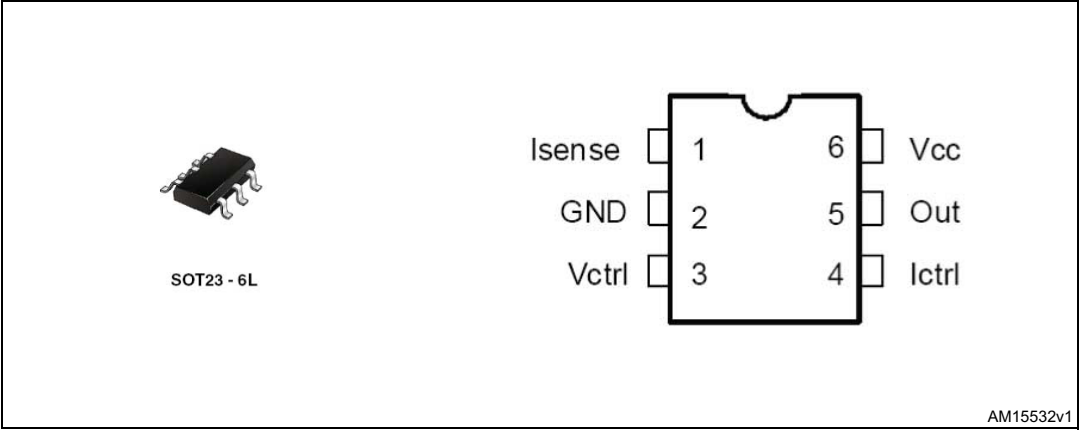 Isense 1 6 Vcc
GND 2 5 Out
Vctrl 3 4 Ictrl
SOT23 - 6L
AM15532v1